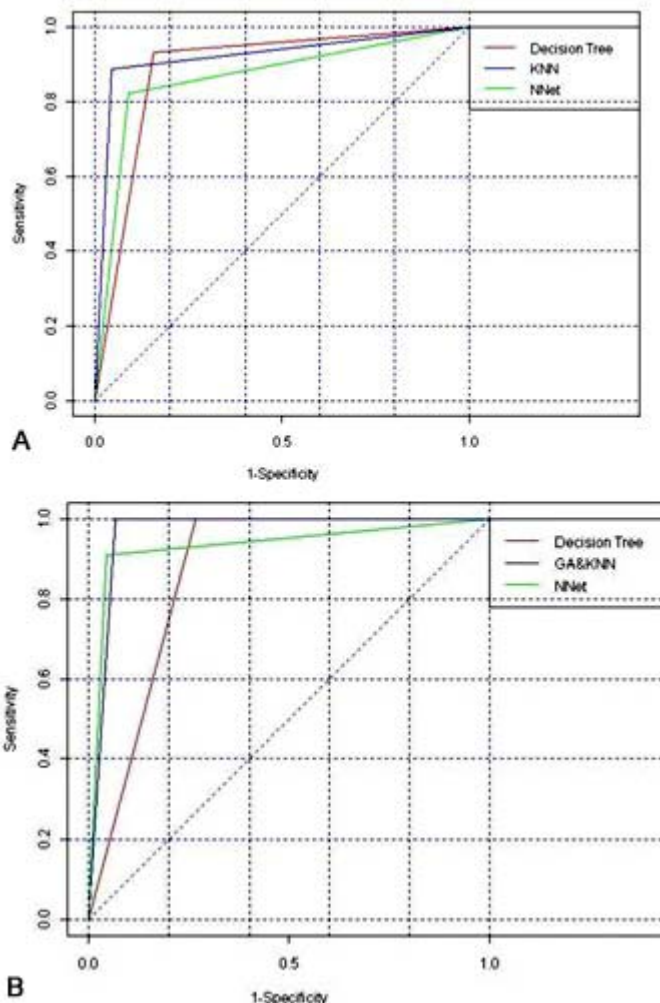 1.0
0.8
0.6
0.4
0.2
0.0
Sensitivity
Decision Tree
KNN
NNet
0.0 0.5 1.0
1-Specificity
A
1.0
0.8
0.6
0.4
0.2
0.0
Sensitivity
Decision Tree
GA&KNN
NNet
0.0 0.5 1.0
1-Specificity
B